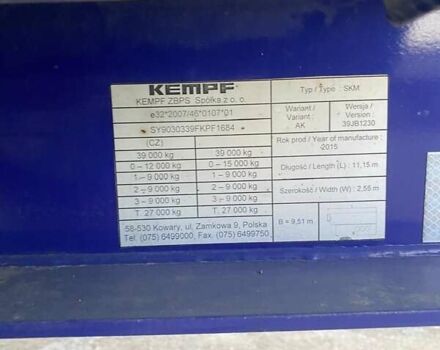 KEMPF
KEMPF ZBPS Spółka z o. o.
e32*2007/46*0107*01
SY9030339FKPF1684
(CZ)
39 000 kg 39 000 kg
0–12 000 kg 0–15 000 kg
1–9 000 kg 1–9 000 kg
2–9 000 kg 2–9 000 kg
3–9 000 kg 3–9 000 kg
T. 27 000 kg T. 27 000 kg
58-530 Kowary, ul. Zamkowa 9, Polska
Tel. (075) 6499000, Fax. (075) 6499750
Typ / Type : SKM
Wariant / Wersja /
Variant : Version :
AK 39JB1230
Rok prod / Year of manufacture :
2015
Długość / Length (L) : 11,15 m
Szerokość / Width (W) : 2,55 m
B = 9,51 m